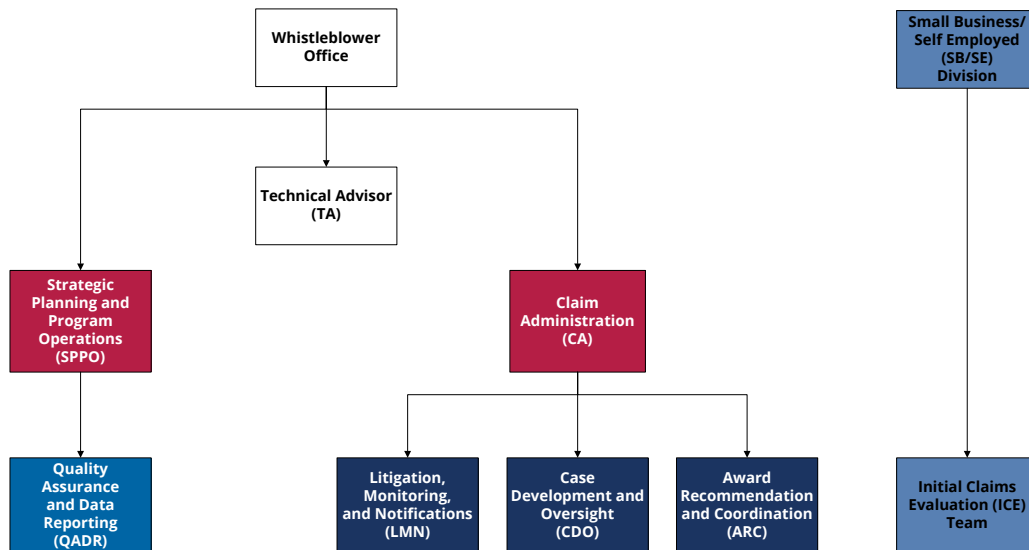 Whistleblower
Office
Small Business/
Self Employed
(SB/SE)
Division
Technical Advisor
(TA)
Strategic
Planning and
Program
Operations
(SPPO)
Claim
Administration
(CA)
Quality
Assurance
and Data
Reporting
(QADR)
Litigation,
Monitoring,
and Notifications
(LMN)
Case
Development and
Oversight
(CDO)
Award
Recommendation
and Coordination
(ARC)
Initial Claims
Evaluation (ICE)
Team